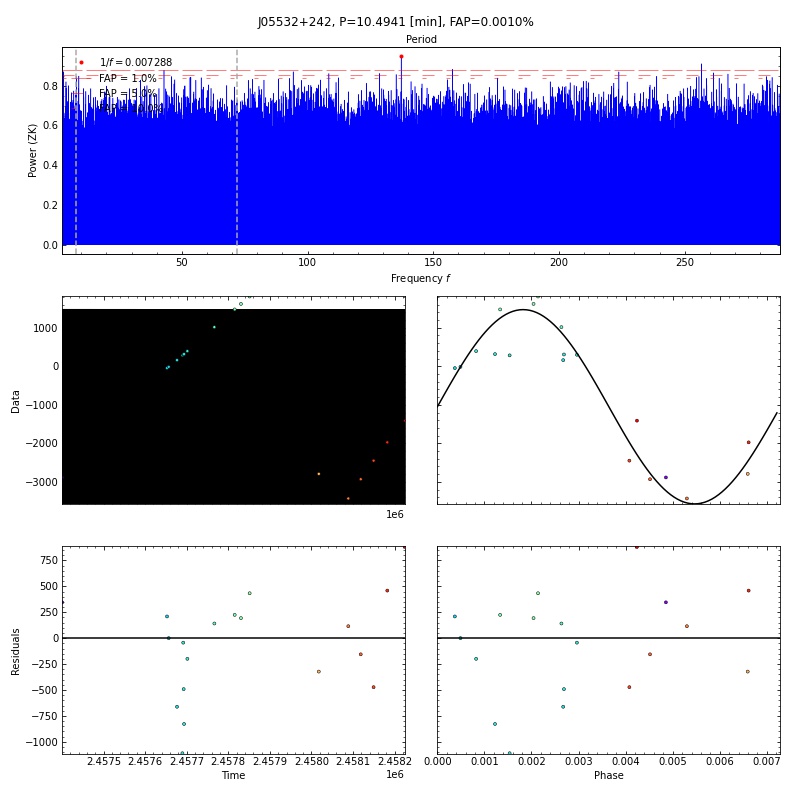 J05532+242, P=10.4941 [min], FAP=0.0010%
Period
1/f = 0.007288
FAP = 1.0%
0.8
0.6
0.4
0.2
0.0
Power (ZK)
50 100 150 200 250
Frequency f
1000
0
−1000
−2000
−3000
Data
1e6
750
500
250
0
−250
−500
−750
−1000
Residuals
2.4575 2.4576 2.4577 2.4578 2.4579 2.4580 2.4581 2.4582
1e6
Time
0.000 0.001 0.002 0.003 0.004 0.005 0.006 0.007
Phase